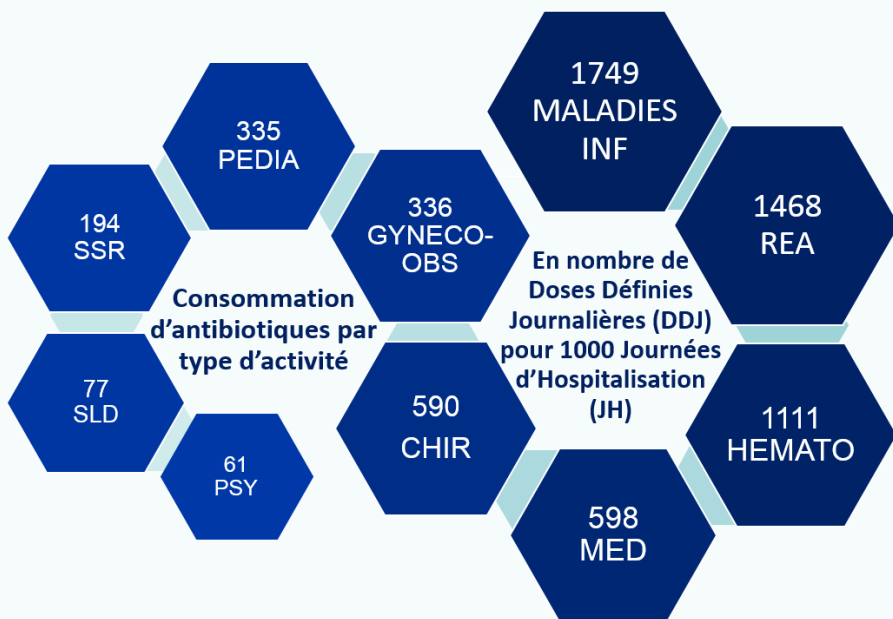 1749
MALADIES
INF
335
PEDIA
1468
REA
336
GYNECO-
OBS
194
SSR
En nombre de
Doses Définies
Journalières (DDJ)
pour 1000 Journées
d’Hospitalisation
(JH)
Consommation
d’antibiotiques par
type d’activité
77
SLD
590
CHIR
1111
HEMATO
61
PSY
598
MED